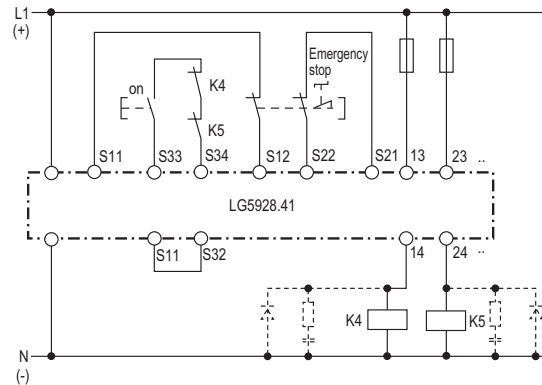 L1
(+)
Emergency
stop
on
K4
K5
S11
S33
S34
S12
S22
S21
13
23 ..
LG5928.41
S11
S32
14
24 ..
K4
K5
N
(-)